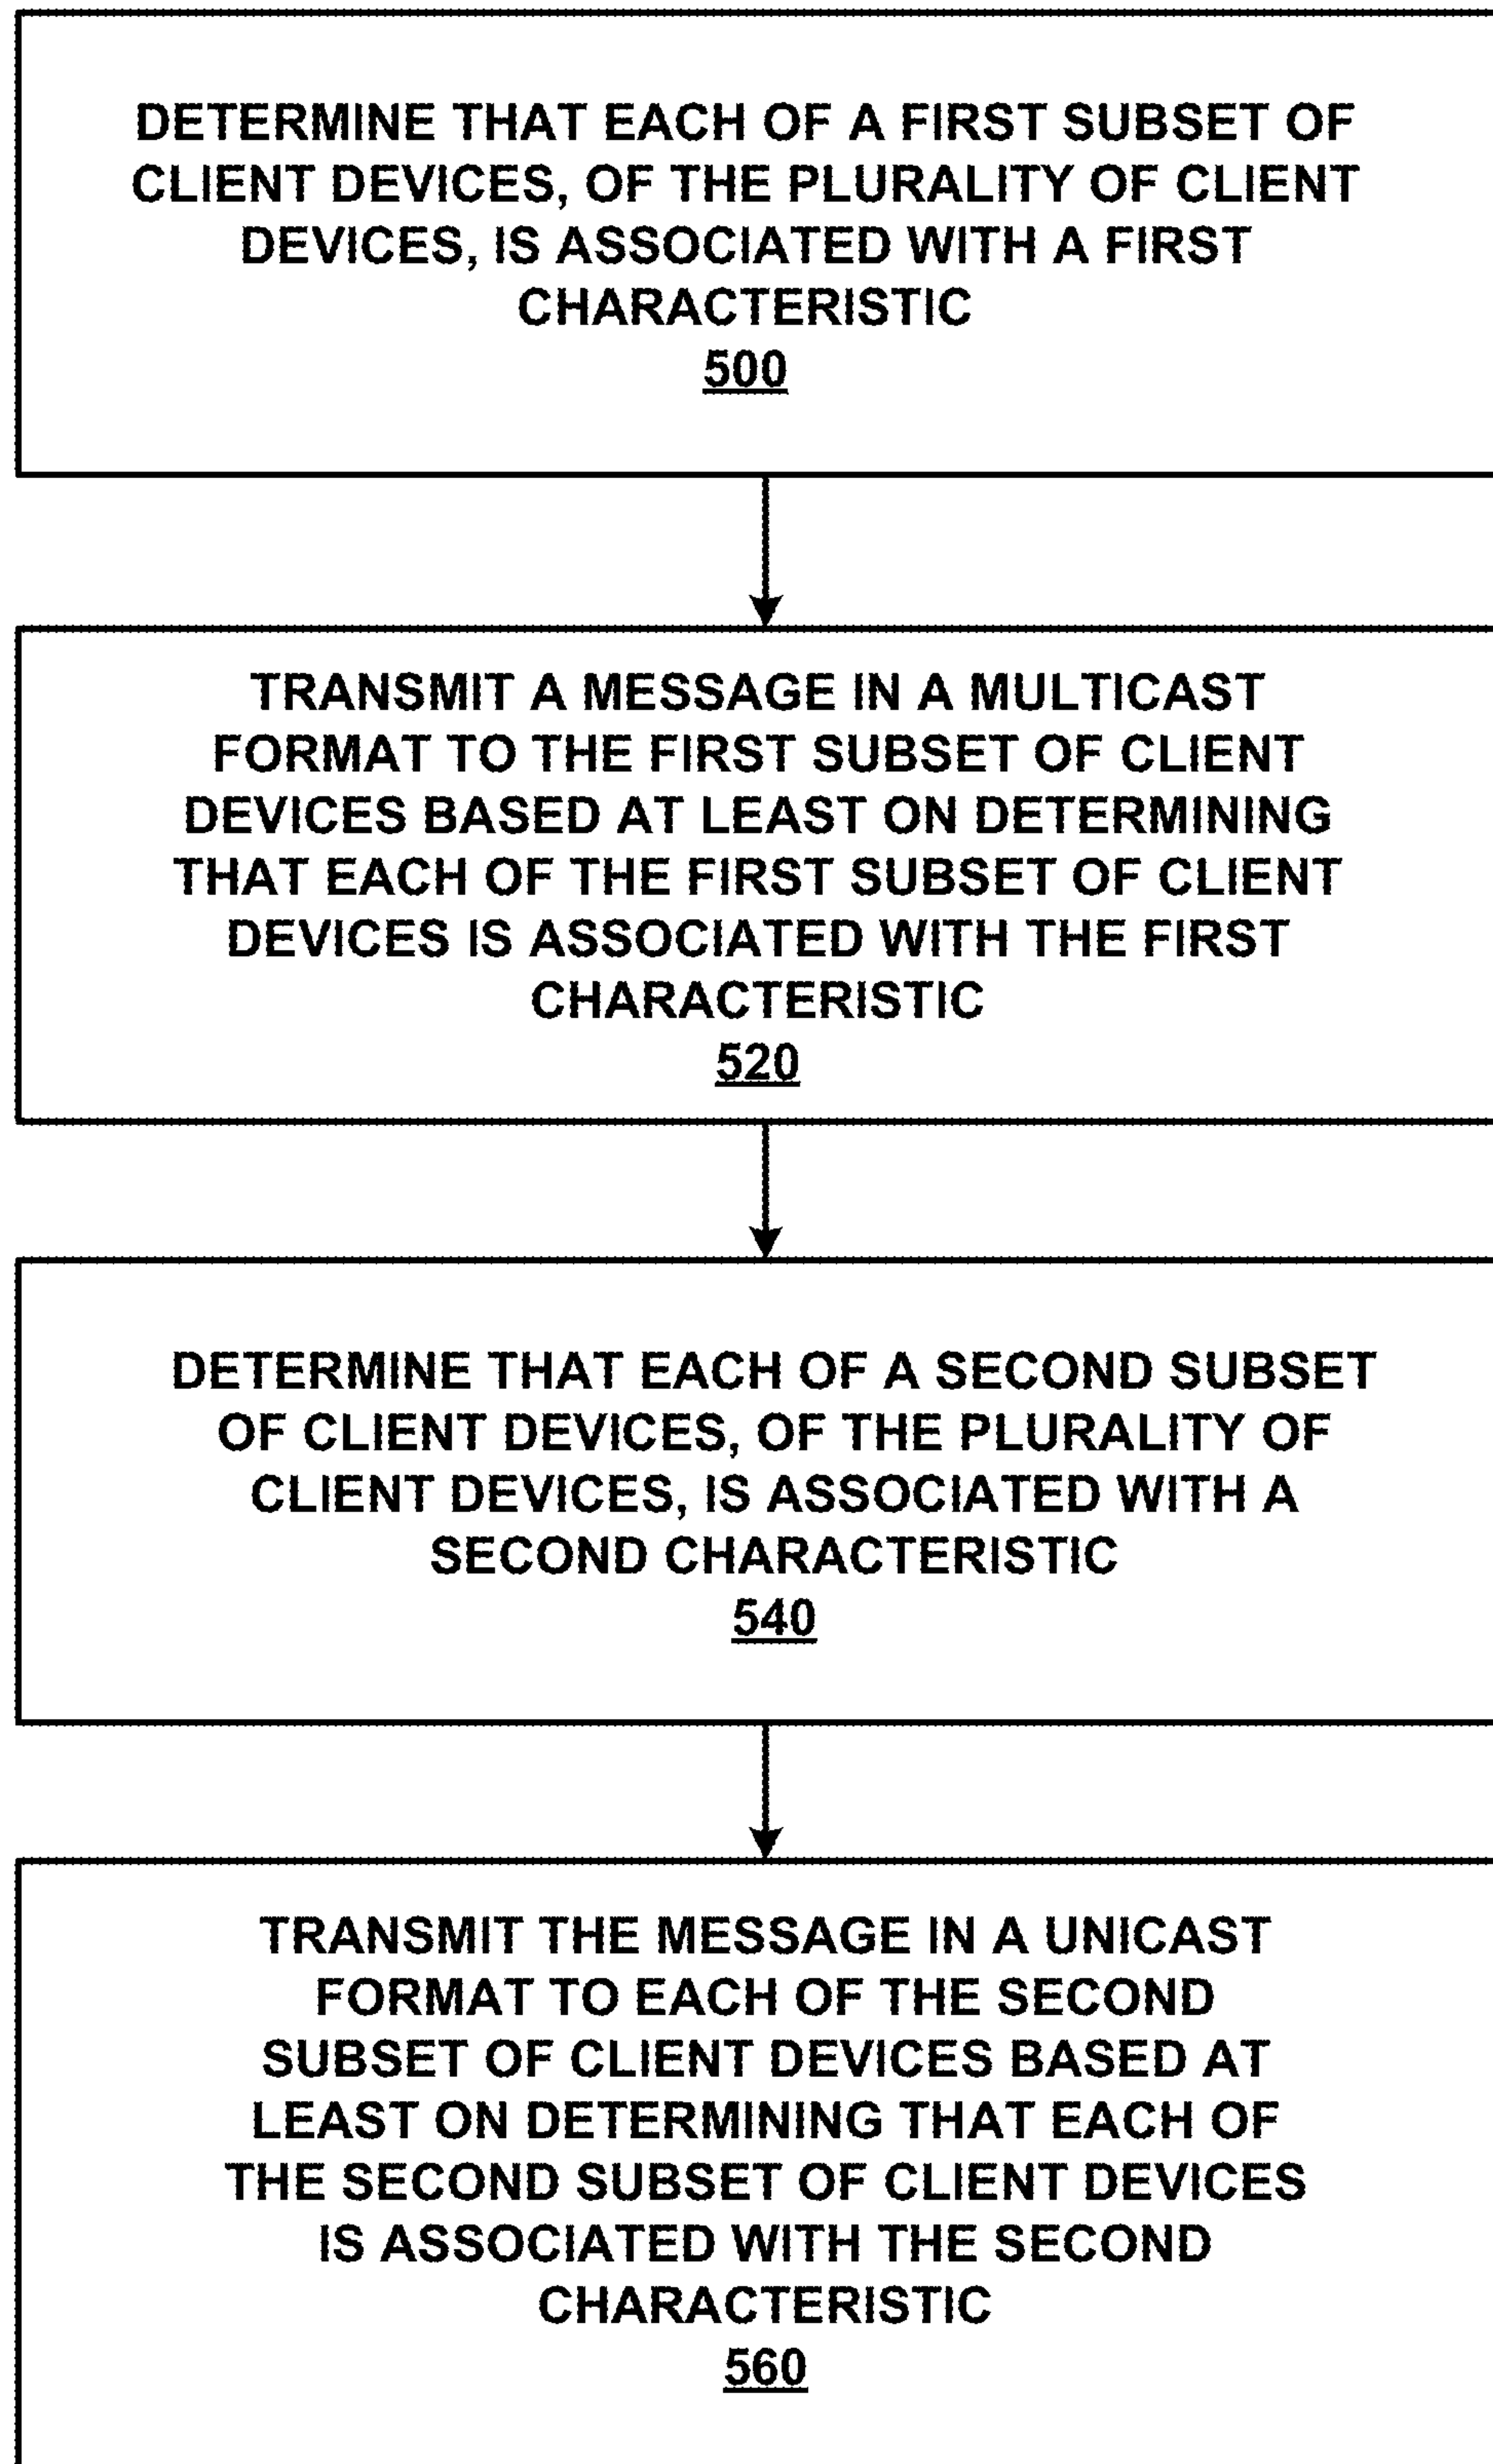 DETERMINE THAT EACH OF A FIRST SUBSET OF
CLIENT DEVICES, OF THE PLURALITY OF CLIENT
DEVICES, IS ASSOCIATED WITH A FIRST
CHARACTERISTIC
500
TRANSMIT A MESSAGE IN A MULTICAST
FORMAT TO THE FIRST SUBSET OF CLIENT
DEVICES BASED AT LEAST ON DETERMINING
THAT EACH OF THE FIRST SUBSET OF CLIENT
DEVICES IS ASSOCIATED WITH THE FIRST
CHARACTERISTIC
520
DETERMINE THAT EACH OF A SECOND SUBSET
OF CLIENT DEVICES, OF THE PLURALITY OF
CLIENT DEVICES, IS ASSOCIATED WITH A
SECOND CHARACTERISTIC
540
TRANSMIT THE MESSAGE IN A UNICAST
FORMAT TO EACH OF THE SECOND
SUBSET OF CLIENT DEVICES BASED AT
LEAST ON DETERMINING THAT EACH OF
THE SECOND SUBSET OF CLIENT DEVICES
IS ASSOCIATED WITH THE SECOND
CHARACTERISTIC
560